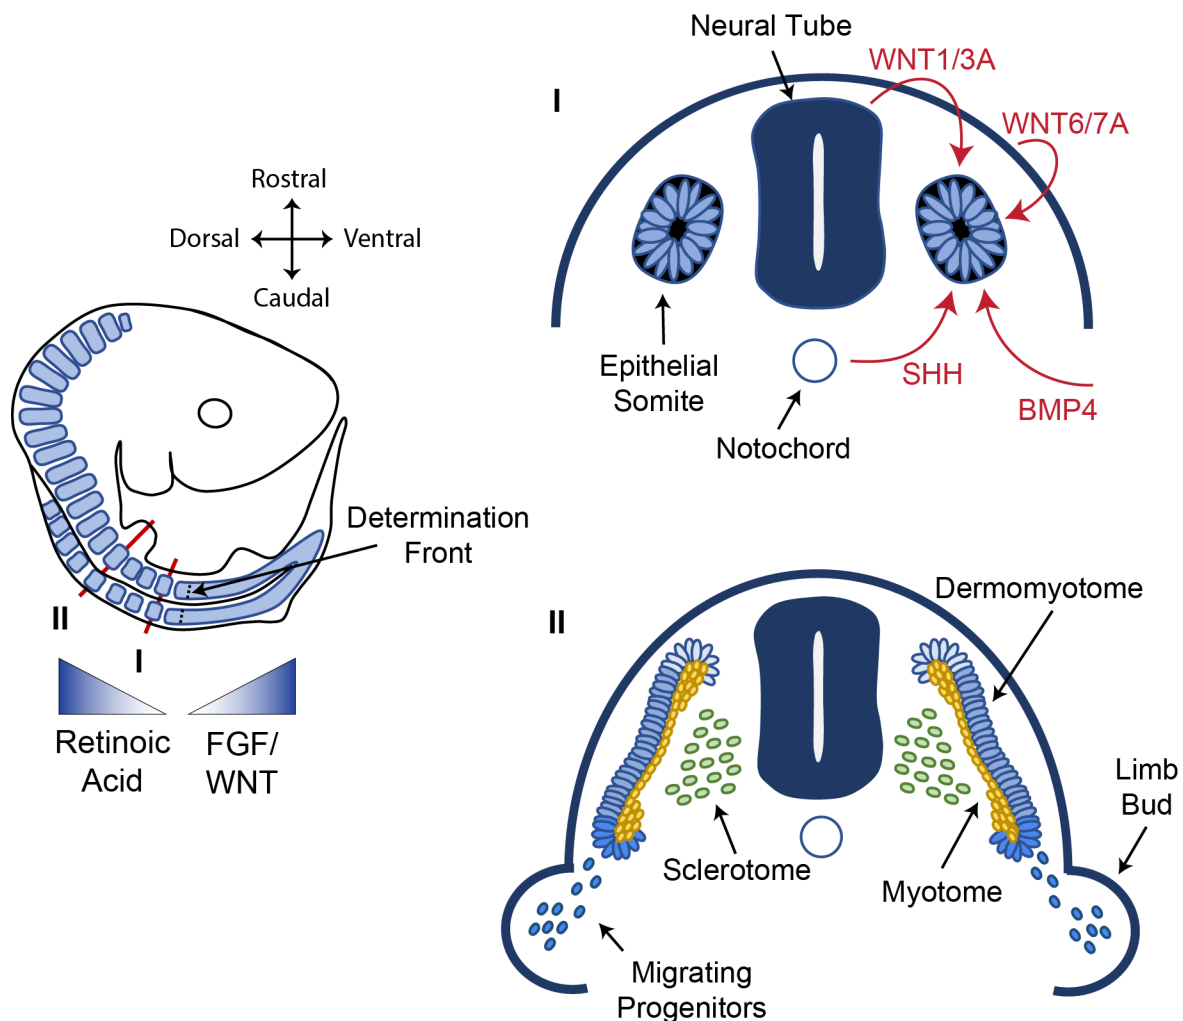 Rostral
Dorsal
Ventral
Caudal
Determination
Front
II
I
Retinoic
Acid
FGF/
WNT
I
Neural Tube
WNT1/3A
WNT6/7A
Epithelial
Somite
SHH
BMP4
Notochord
II
Dermomyotome
Limb
Bud
Sclerotome
Myotome
Migrating
Progenitors